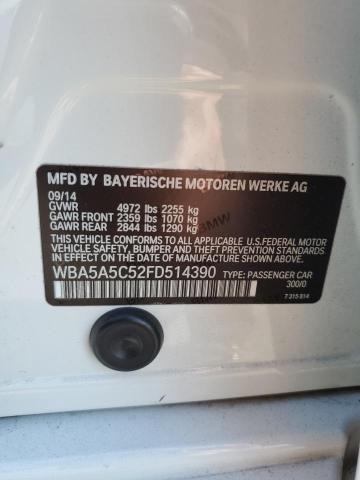 MFD BY BAYERISCHE MOTOREN WERKE AG
09/14
GVWR 4972 lbs 2255 kg
GAWR FRONT 2359 lbs 1070 kg
GAWR REAR 2844 lbs 1290 kg
THIS VEHICLE CONFORMS TO ALL APPLICABLE U.S.FEDERAL MOTOR
VEHICLE SAFETY, BUMPER AND THEFT PREVENTION STANDARDS
IN EFFECT ON THE DATE OF MANUFACTURE SHOWN ABOVE.
WBA5A5C52FD514390 TYPE: PASSENGER CAR
300/0
7 315 814
BMW